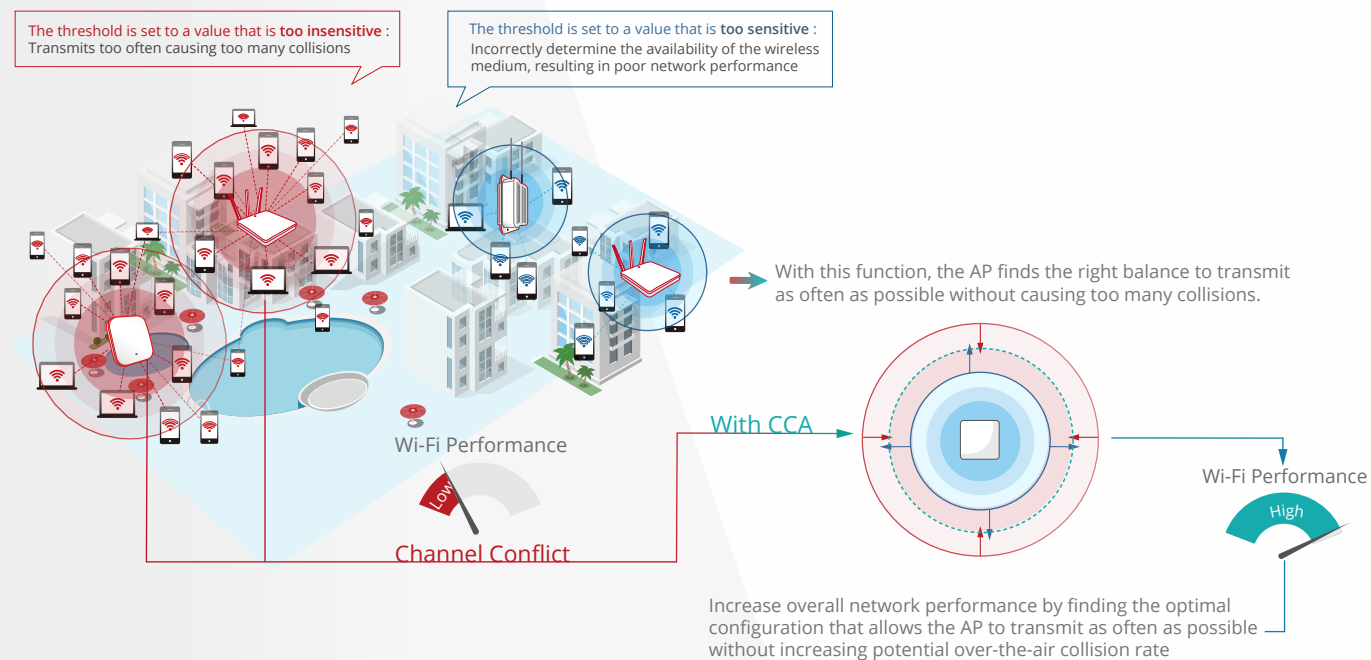 The threshold is set to a value that is too insensitive :
Transmits too often causing too many collisions
The threshold is set to a value that is too sensitive :
Incorrectly determine the availability of the wireless
medium, resulting in poor network performance
With this function, the AP finds the right balance to transmit
as often as possible without causing too many collisions.
With CCA
Wi-Fi Performance
Low
Channel Conflict
Wi-Fi Performance
High
Increase overall network performance by finding the optimal
configuration that allows the AP to transmit as often as possible
without increasing potential over-the-air collision rate